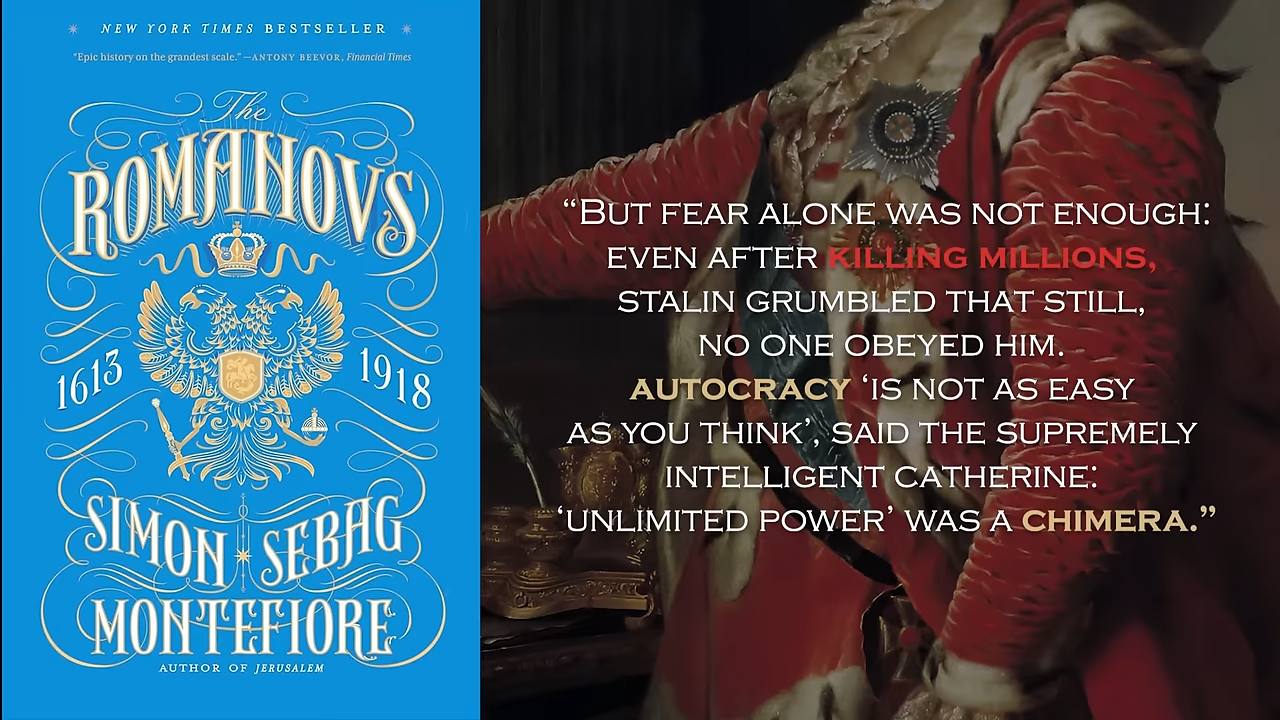 NEW YORK TIMES BESTSELLER
"Epic history on the grandest scale." —ANTONY BEEVOR, Financial Times
The
ROMANOVS
1613
1918
SIMON SEBAG
MONTEFIORE
AUTHOR OF JERUSALEM
“BUT FEAR ALONE WAS NOT ENOUGH:
EVEN AFTER KILLING MILLIONS,
STALIN GRUMBLED THAT STILL,
NO ONE OBEYED HIM.
AUTOCRACY ‘IS NOT AS EASY
AS YOU THINK’, SAID THE SUPREMELY
INTELLIGENT CATHERINE:
‘UNLIMITED POWER’ WAS A CHIMERA.”